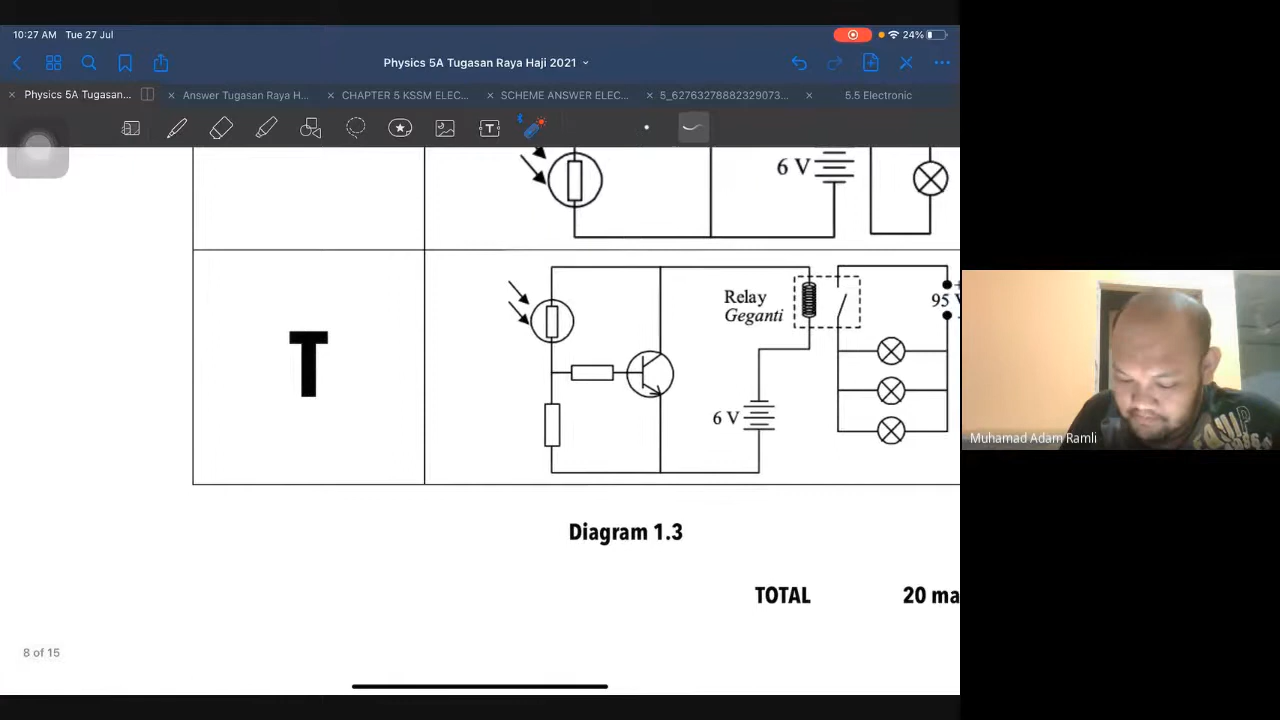 10:27 AM Tue 27 Jul
24%
Physics 5A Tugasan Raya Haji 2021
Physics 5A Tugasan...
Answer Tugasan Raya H...
CHAPTER 5 KSSM ELEC...
SCHEME ANSWER ELEC...
5_62763278882329073...
5.5 Electronic
6 V
T
Relay
Geganti
95 V
6 V
Muhamad Adam Ramli
Diagram 1.3
TOTAL 20 ma
8 of 15